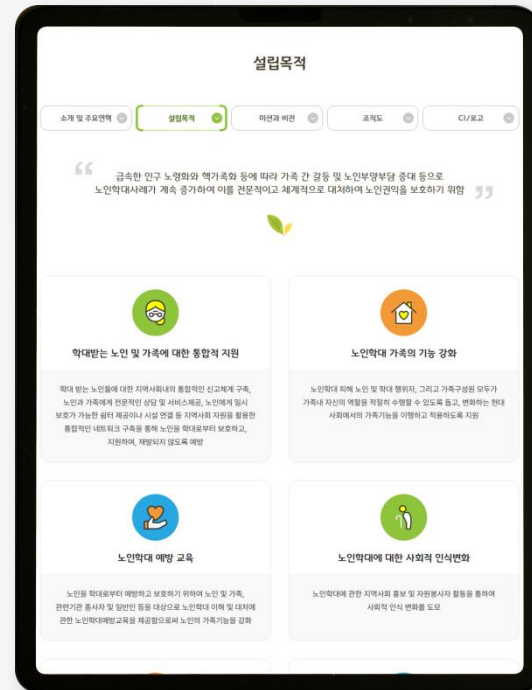 설립목적
소개 및 주요연혁
설립목적
미션과 비전
조직도
CI/로고
“ 급속한 인구 노령화와 핵가족화 등에 따라 가족 간 갈등 및 노인부양부담 증대 등으로
노인학대사례가 계속 증가하여 이를 전문적이고 체계적으로 대처하여 노인권익을 보호하기 위함 ”
학대받는 노인 및 가족에 대한 통합적 지원
학대 받는 노인들에 대한 지역사회내의 통합적인 신고체계 구축,
노인과 가족에게 전문적인 상담 및 서비스제공, 노인에게 일시
보호가 가능한 쉼터 제공이나 시설 연결 등 지역사회 자원을 활용한
통합적인 네트워크 구축을 통해 노인을 학대로부터 보호하고,
지원하며, 재발되지 않도록 예방
노인학대 가족의 기능 강화
노인학대 피해 노인 및 학대 행위자, 그리고 가족구성원 모두가
가족내 자신의 역할을 적절히 수행할 수 있도록 돕고, 변화하는 현대
사회에서의 가족기능을 이행하고 적응하도록 지원
노인학대 예방 교육
노인을 학대로부터 예방하고 보호하기 위하여 노인 및 가족,
관련기관 종사자 및 일반인 등을 대상으로 노인학대 이해 및 대처에
관한 노인학대예방교육을 제공함으로써 노인의 가족기능을 강화
노인학대에 대한 사회적 인식변화
노인학대에 관한 지역사회 홍보 및 자원봉사자 활동을 통하여
사회적 인식 변화를 도모